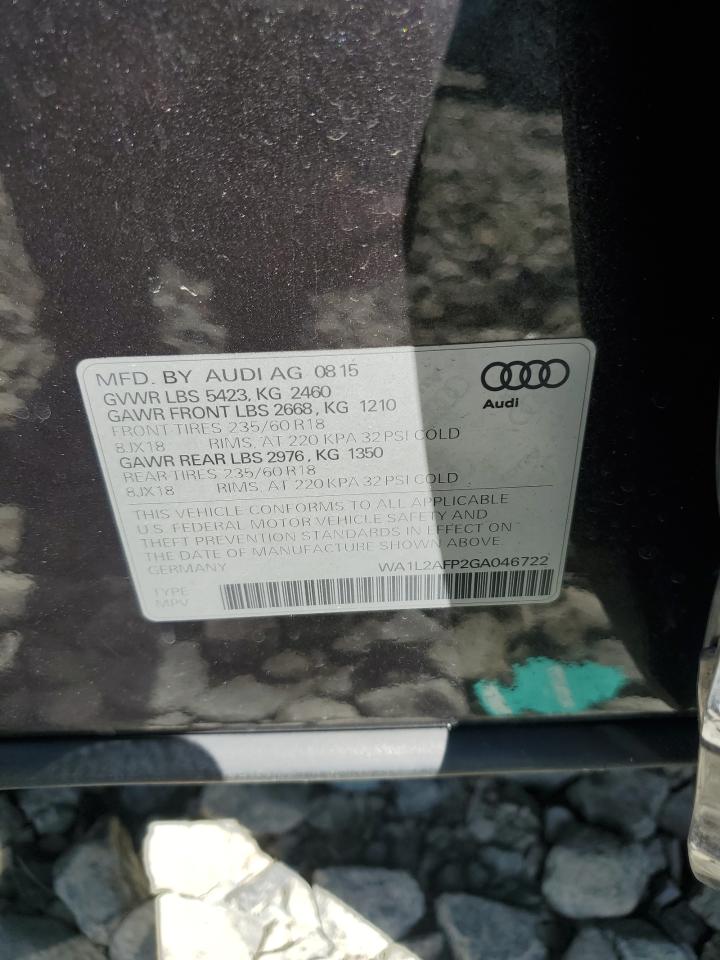 MFD. BY AUDI AG 08 15
GVWR LBS 5423, KG 2460
GAWR FRONT LBS 2668, KG 1210
FRONT TIRES 235/60 R18
8JX18 RIMS, AT 220 KPA 32 PSI COLD
GAWR REAR LBS 2976, KG 1350
REAR TIRES 235/60 R18
8JX18 RIMS, AT 220 KPA 32 PSI COLD
THIS VEHICLE CONFORMS TO ALL APPLICABLE
U.S. FEDERAL MOTOR VEHICLE SAFETY AND
THEFT PREVENTION STANDARDS IN EFFECT ON
THE DATE OF MANUFACTURE SHOWN ABOVE.
GERMANY WA1L2AFP2GA046722
TYPE
MPV
Audi